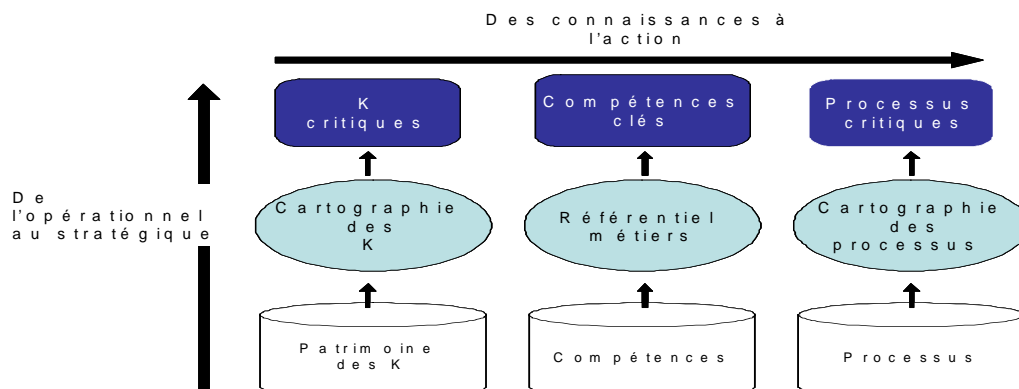 Des connaissances à
l'action
K
critiques
Compétences
clés
Processus
critiques
De
l'opérationnel
au stratégique
Cartographie
des
K
Référentiel
métiers
Cartographie
des
processus
Patrimoine
des K
Compétences
Processus